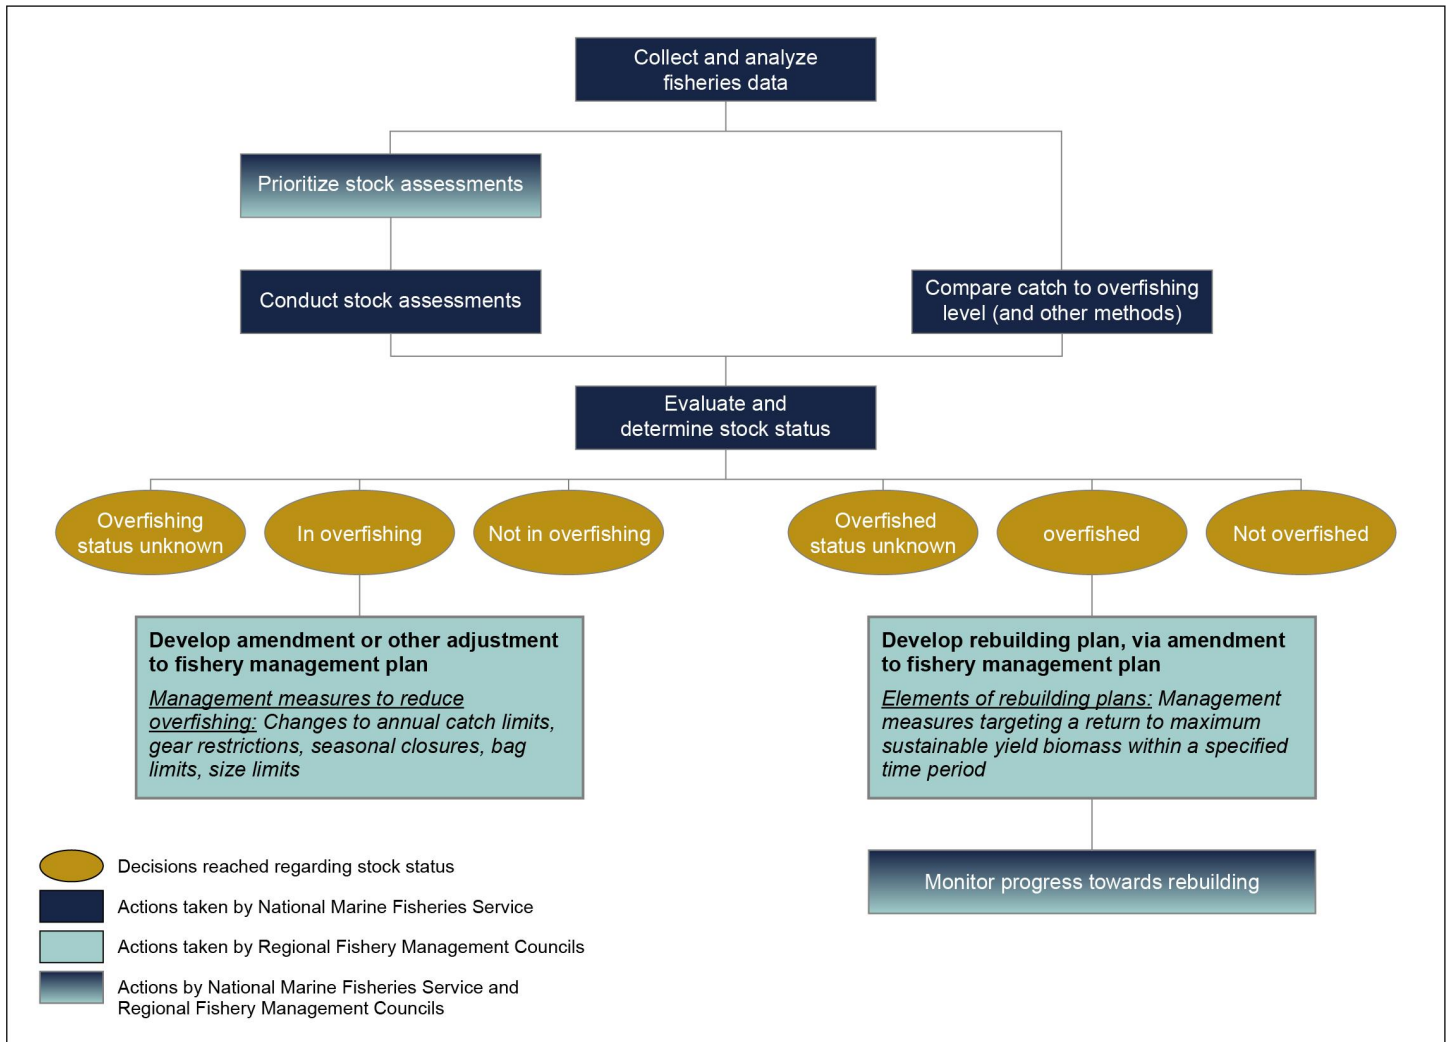 Collect and analyze
fisheries data
Prioritize stock assessments
Conduct stock assessments
Compare catch to overfishing
level (and other methods)
Evaluate and
determine stock status
Overfishing
status unknown
In overfishing
Not in overfishing
Overfished
status unknown
overfished
Not overfished
Develop amendment or other adjustment
to fishery management plan
Management measures to reduce
overfishing: Changes to annual catch limits,
gear restrictions, seasonal closures, bag
limits, size limits
Develop rebuilding plan, via amendment
to fishery management plan
Elements of rebuilding plans: Management
measures targeting a return to maximum
sustainable yield biomass within a specified
time period
Monitor progress towards rebuilding
Decisions reached regarding stock status
Actions taken by National Marine Fisheries Service
Actions taken by Regional Fishery Management Councils
Actions by National Marine Fisheries Service and
Regional Fishery Management Councils